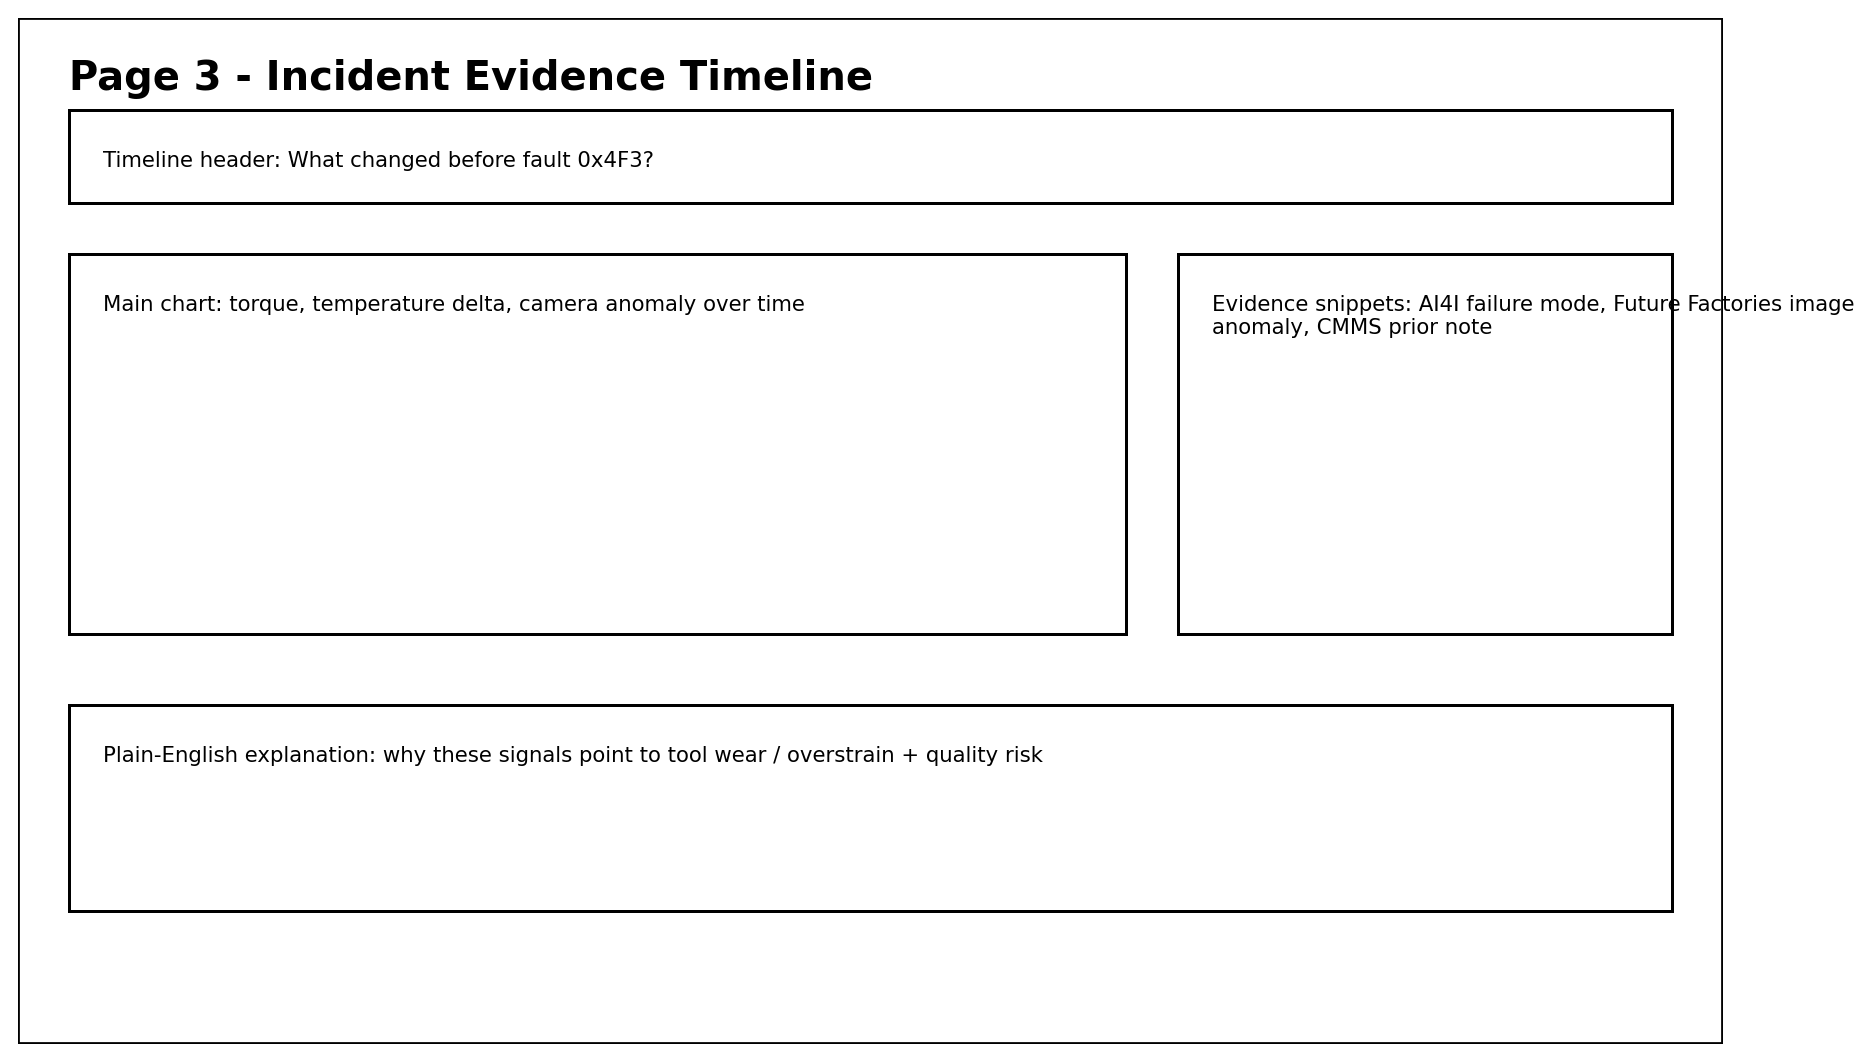 Page 3 - Incident Evidence Timeline
Timeline header: What changed before fault 0x4F3?
Main chart: torque, temperature delta, camera anomaly over time
Evidence snippets: AI4I failure mode, Future Factories image
anomaly, CMMS prior note
Plain-English explanation: why these signals point to tool wear / overstrain + quality risk